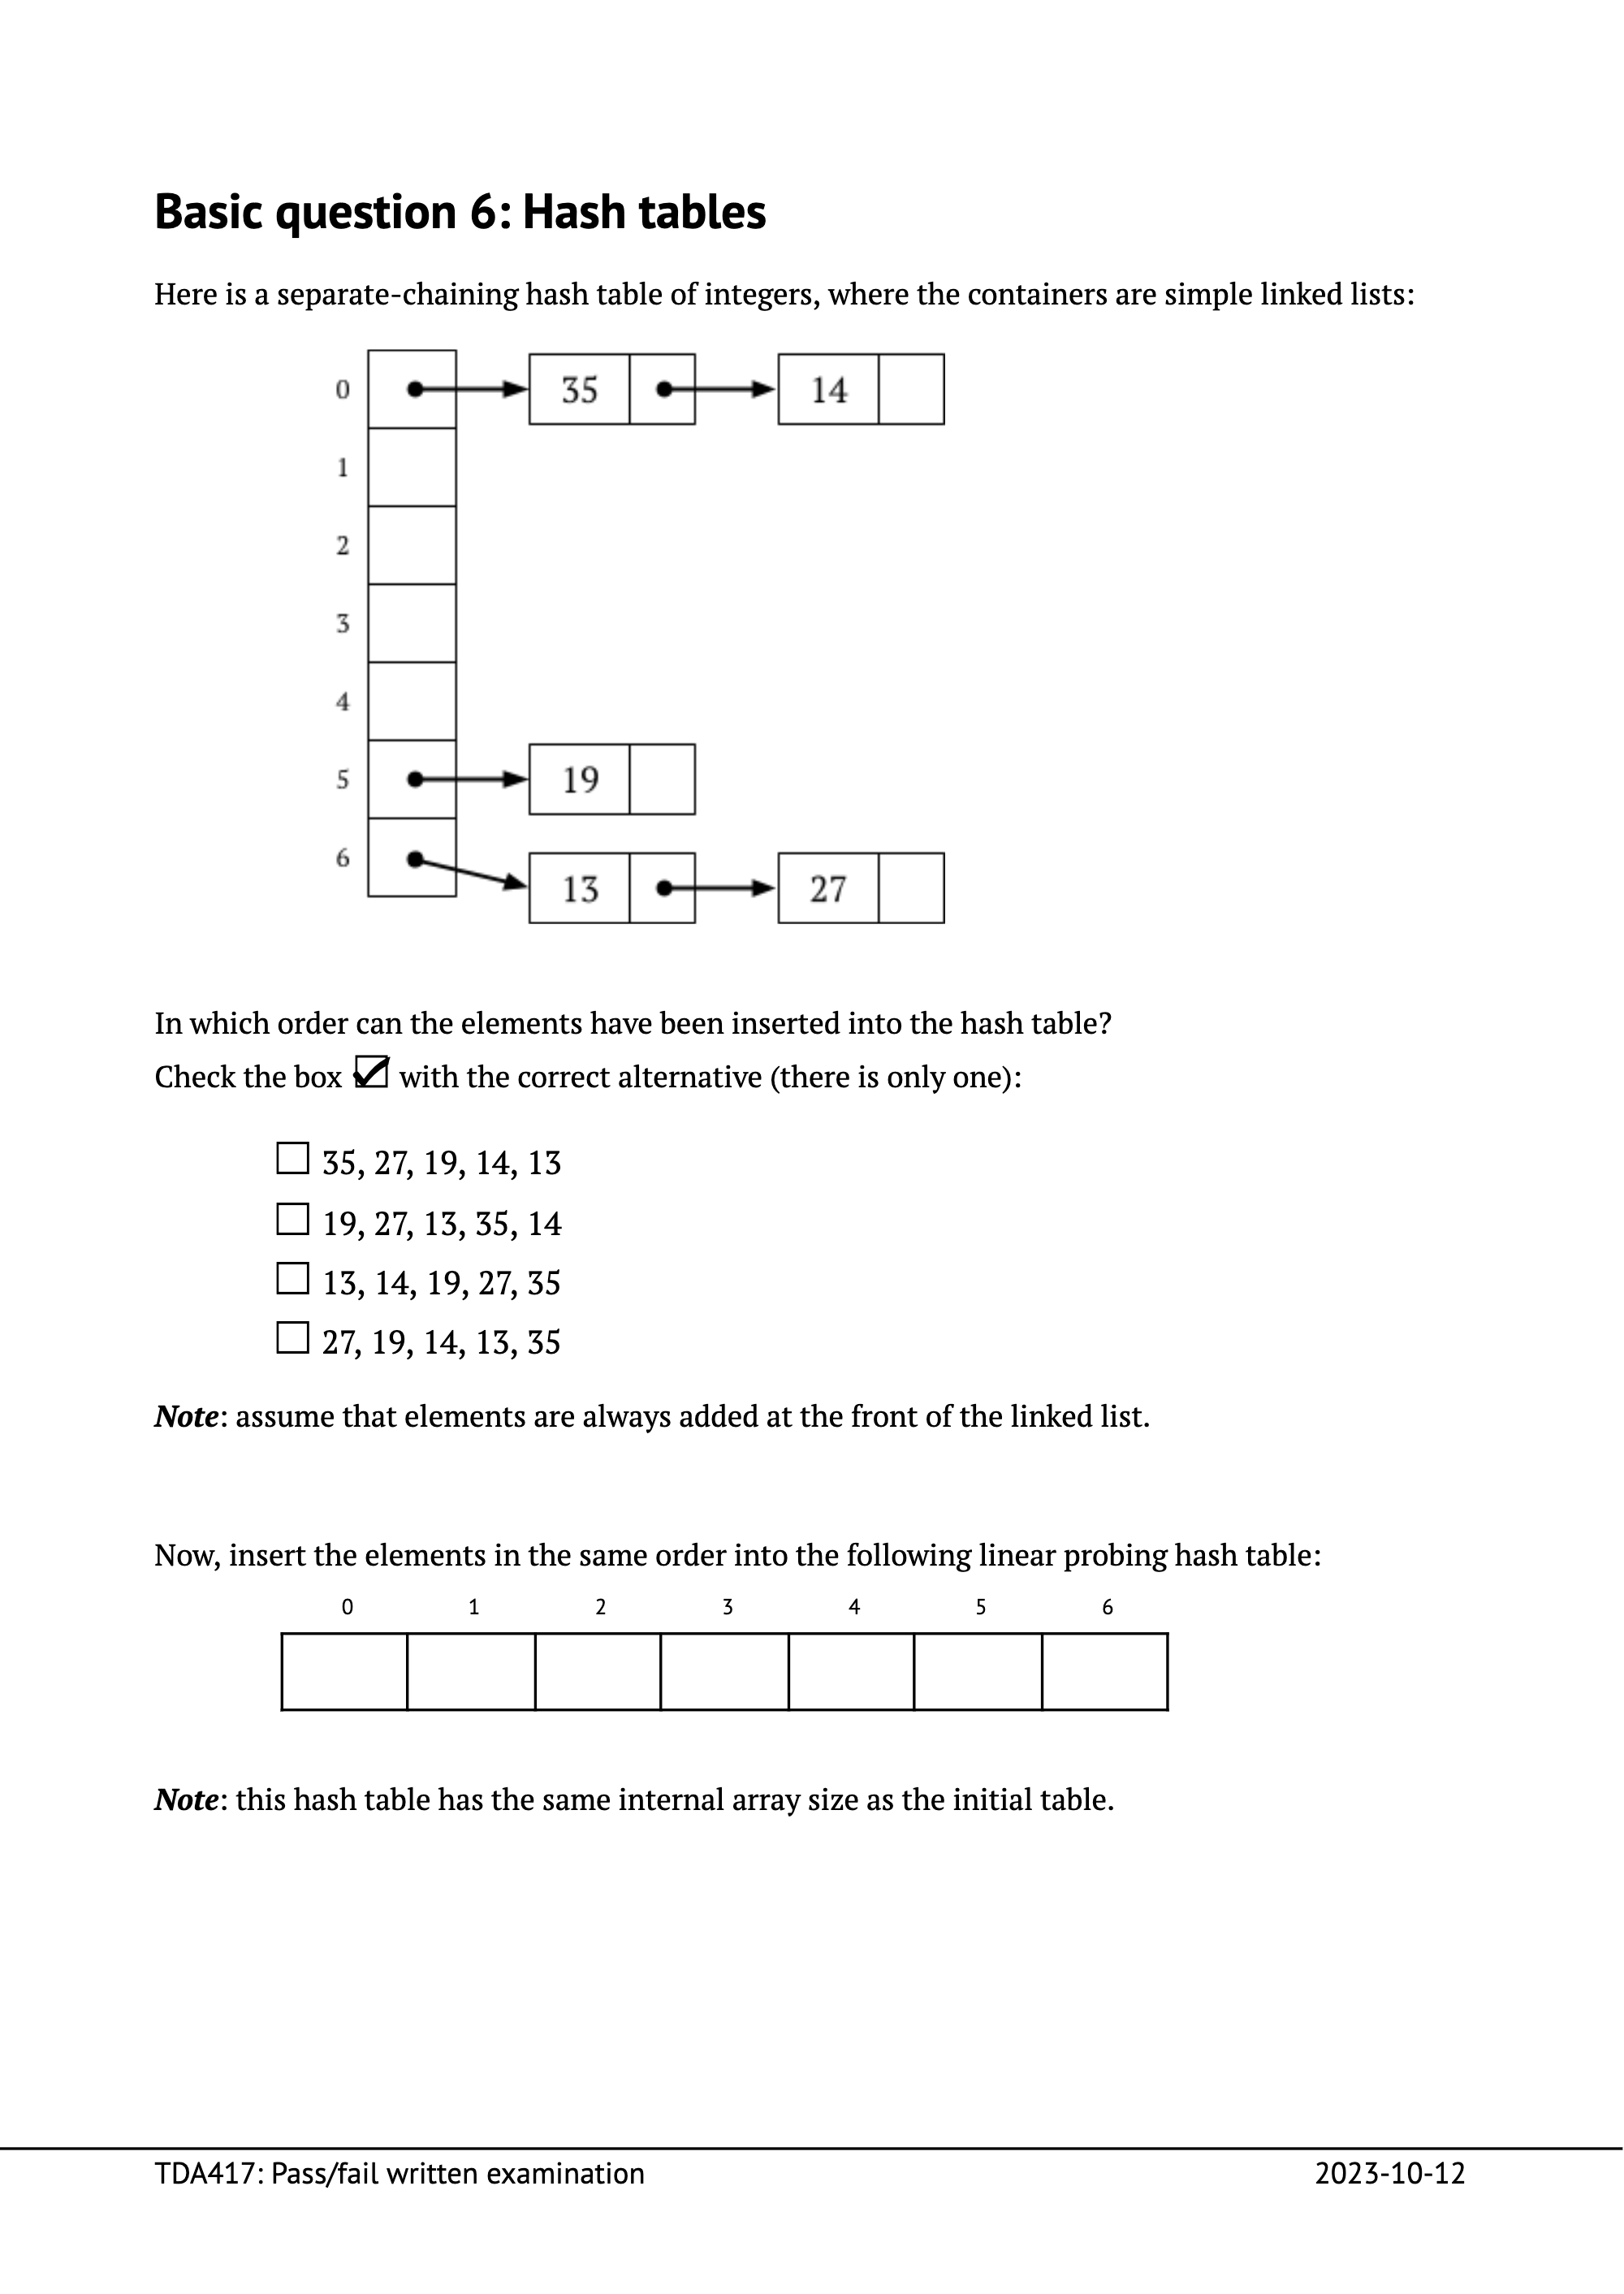 Basic question 6: Hash tables
Here is a separate-chaining hash table of integers, where the containers are simple linked lists:
0 35 14
1
2
3
4
5 19
6 13 27
In which order can the elements have been inserted into the hash table?
Check the box with the correct alternative (there is only one):
35, 27, 19, 14, 13
19, 27, 13, 35, 14
13, 14, 19, 27, 35
27, 19, 14, 13, 35
Note: assume that elements are always added at the front of the linked list.
Now, insert the elements in the same order into the following linear probing hash table:
0 1 2 3 4 5 6
Note: this hash table has the same internal array size as the initial table.
TDA417: Pass/fail written examination 2023-10-12